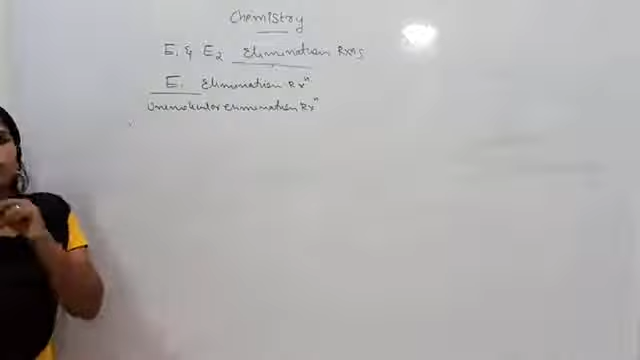 Chemistry
E1 & E2 Elimination Rxns
E1 Elimination Rxn
Unimolecular elimination Rxn